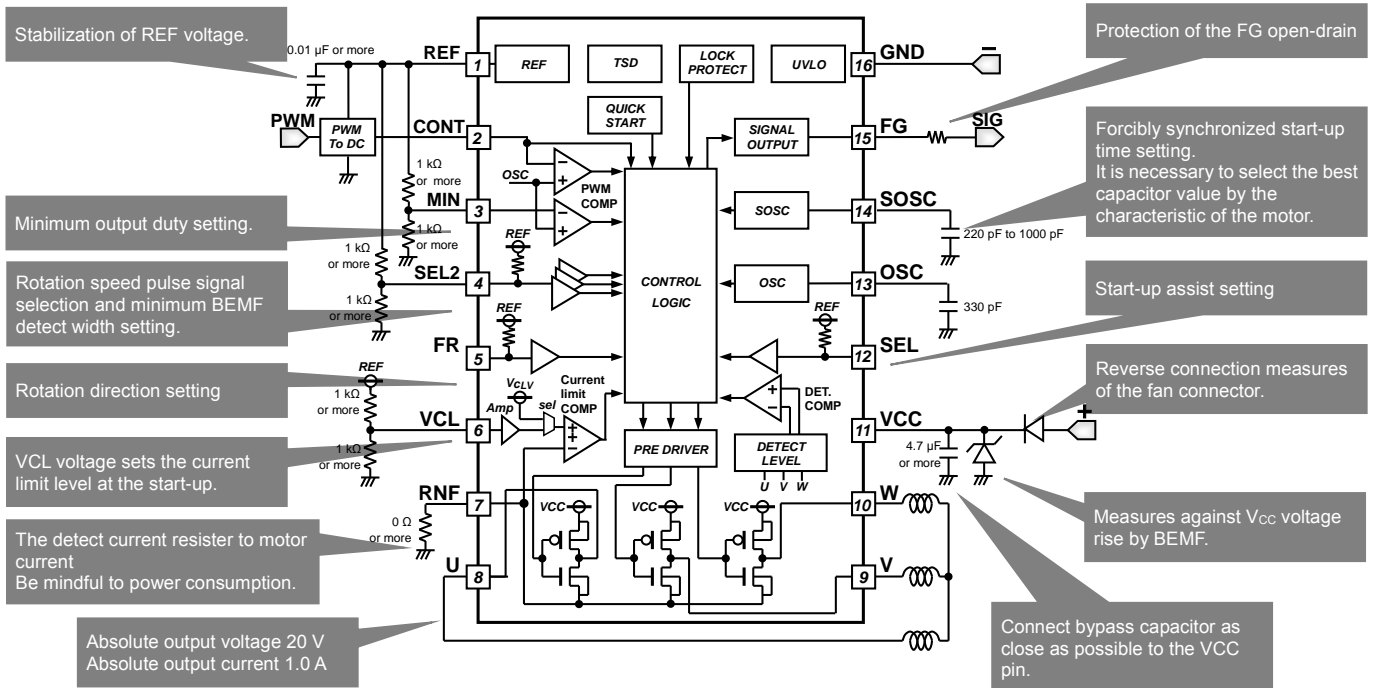 Stabilization of REF voltage.
0.01 µF or more
REF
1
REF
TSD
LOCK
PROTECT
UVLO
16
GND
Protection of the FG open-drain
PWM
PWM
To DC
CONT
2
QUICK
START
SIGNAL
OUTPUT
15
FG
SIG
Forcibly synchronized start-up
time setting.
It is necessary to select the best
capacitor value by the
characteristic of the motor.
1 kΩ
or more
OSC
PWM
COMP
MIN
3
1 kΩ
or more
Minimum output duty setting.
SOSC
14
SOSC
220 pF to 1000 pF
1 kΩ
or more
REF
SEL2
4
CONTROL
LOGIC
OSC
13
OSC
330 pF
Start-up assist setting
Rotation speed pulse signal
selection and minimum BEMF
detect width setting.
1 kΩ
or more
REF
FR
5
REF
12
SEL
Rotation direction setting
REF
1 kΩ
or more
VCLV
Amp
sel
Current
limit
COMP
DET.
COMP
Reverse connection measures
of the fan connector.
VCL
6
11
VCC
+
1 kΩ
or more
VCL voltage sets the current
limit level at the start-up.
PRE DRIVER
DETECT
LEVEL
U V W
4.7 µF
or more
RNF
7
VCC
VCC
VCC
10
W
0 Ω
or more
The detect current resister to motor
current
Be mindful to power consumption.
Measures against VCC voltage
rise by BEMF.
U
8
9
V
Absolute output voltage 20 V
Absolute output current 1.0 A
Connect bypass capacitor as
close as possible to the VCC
pin.